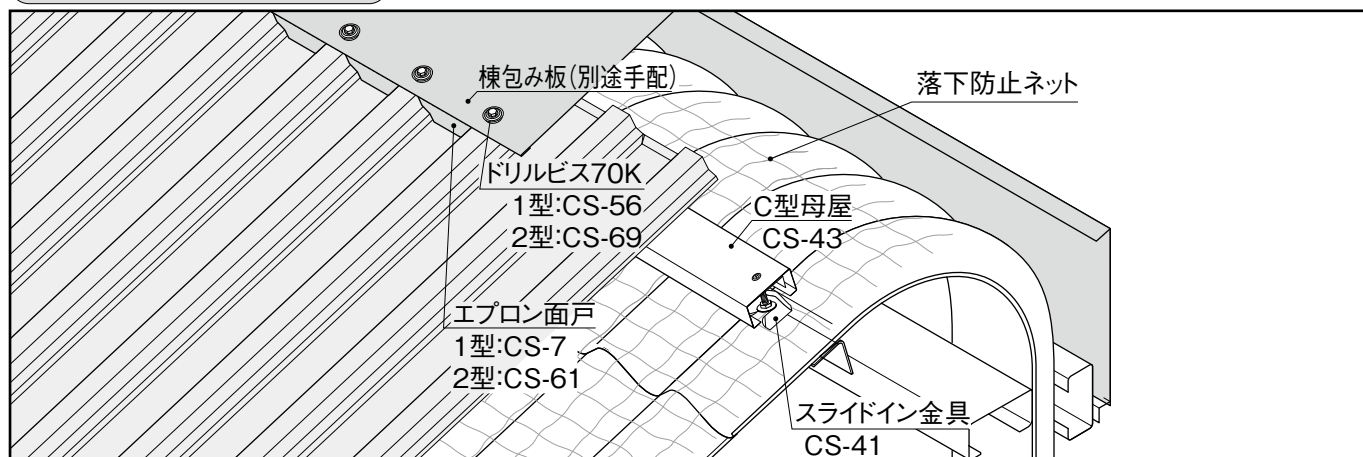 棟包み板(別途手配)
落下防止ネット
ドリルビス70K
1型:CS-56
2型:CS-69
C型母屋
CS-43
エプロン面戸
1型:CS-7
2型:CS-61
スライドイン金具
CS-41